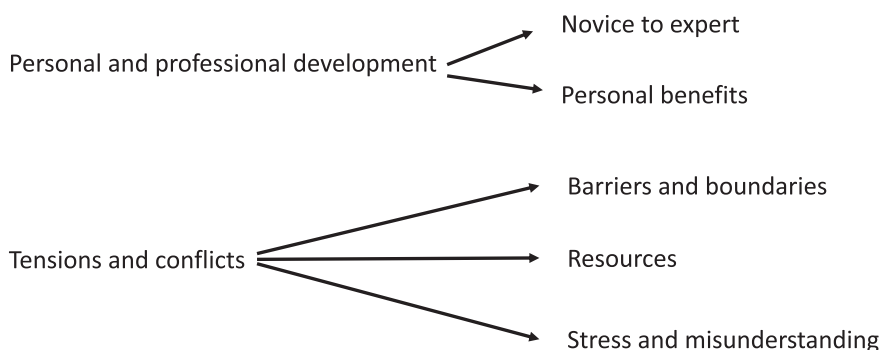 Novice to expert
Personal and professional development
Personal benefits
Barriers and boundaries
Tensions and conflicts
Resources
Stress and misunderstanding